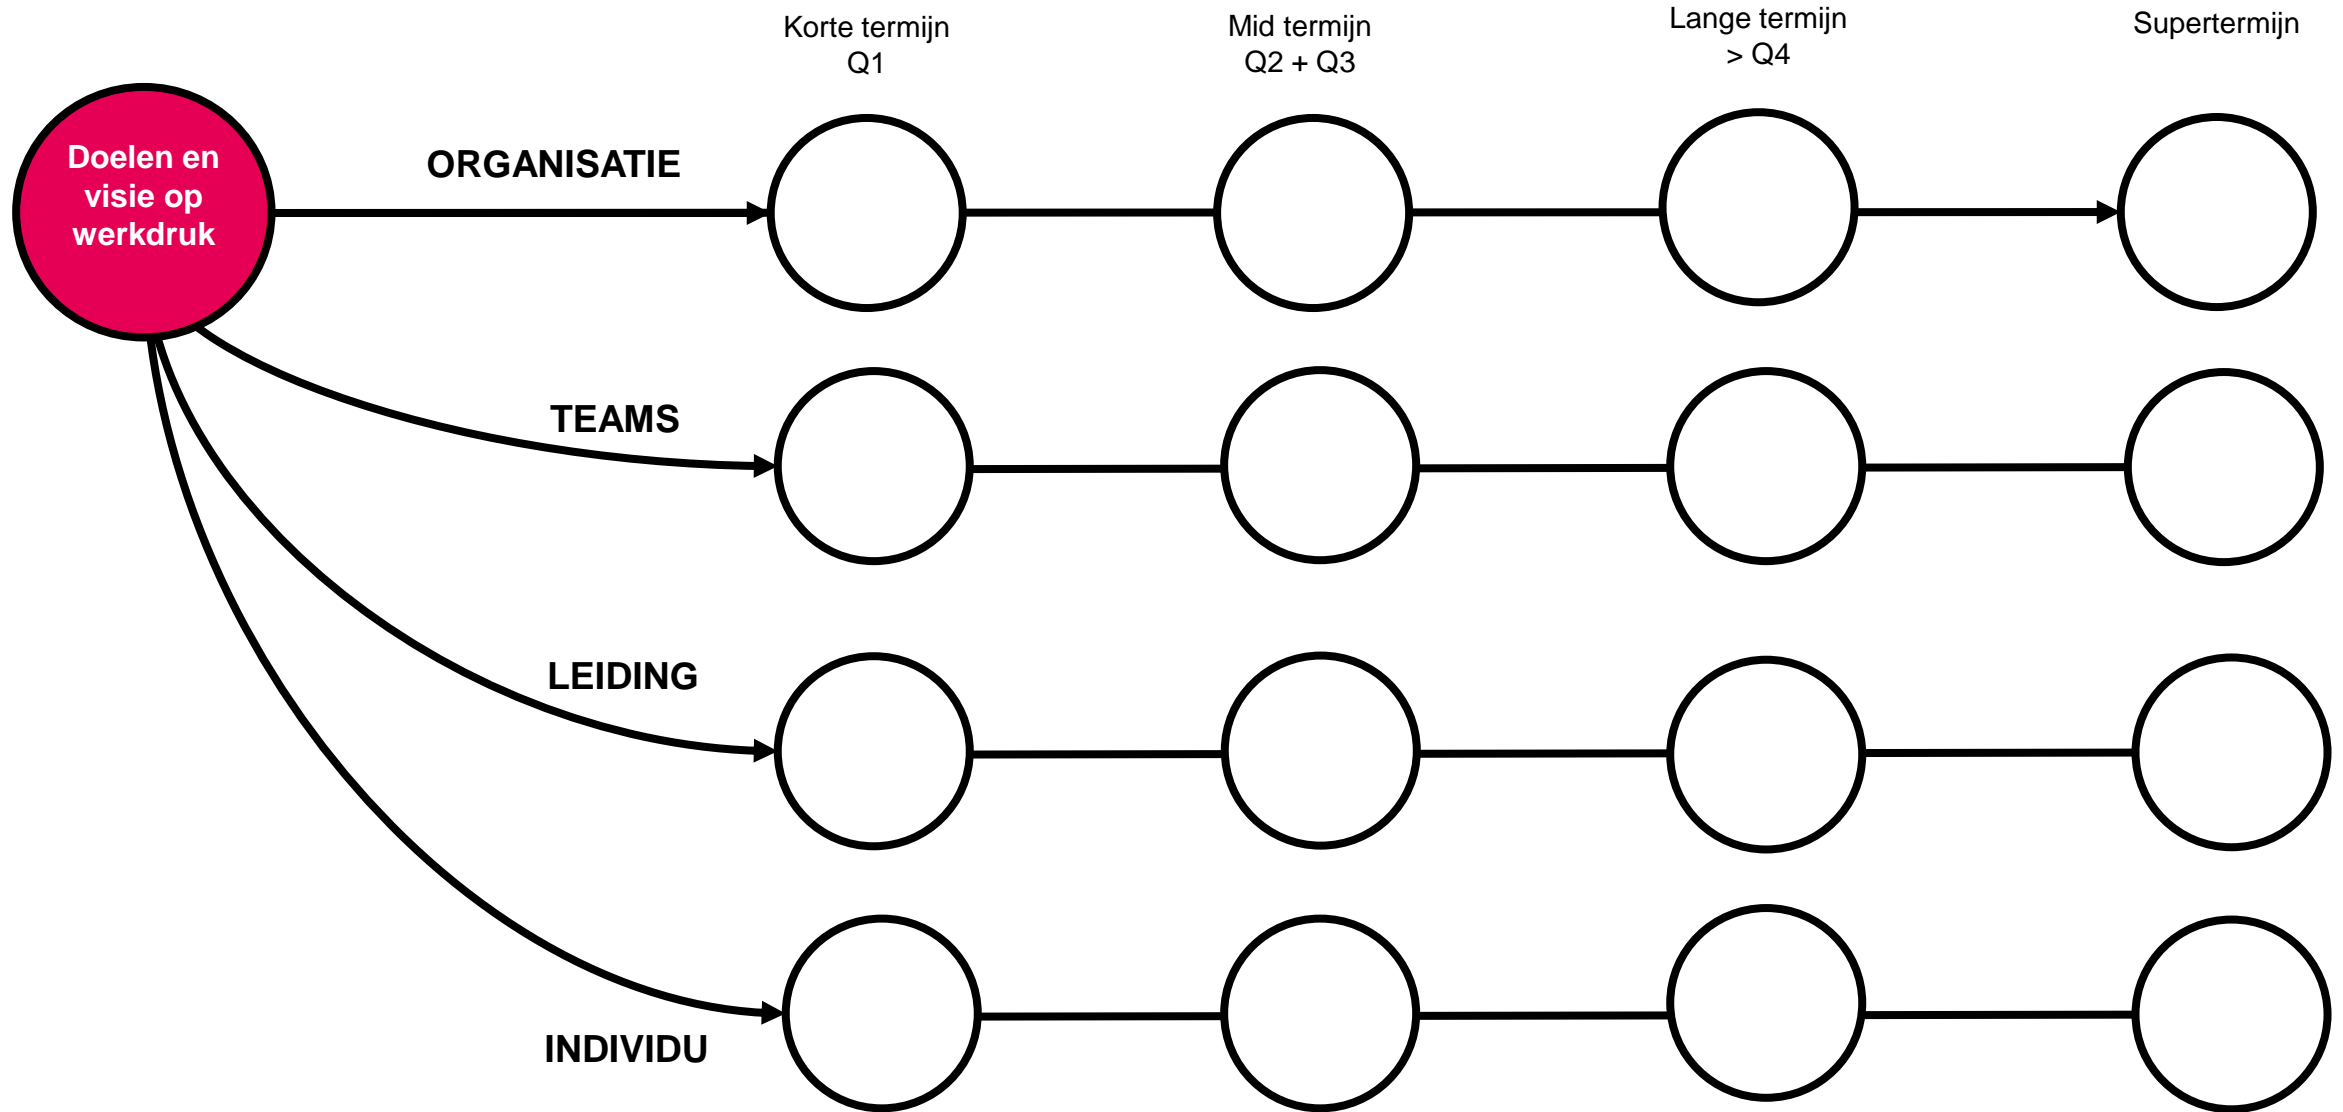 Korte termijn
Q1
Mid termijn
Q2 + Q3
Lange termijn
> Q4
Supertermijn
Doelen en
visie op
werkdruk
ORGANISATIE
TEAMS
LEIDING
INDIVIDU